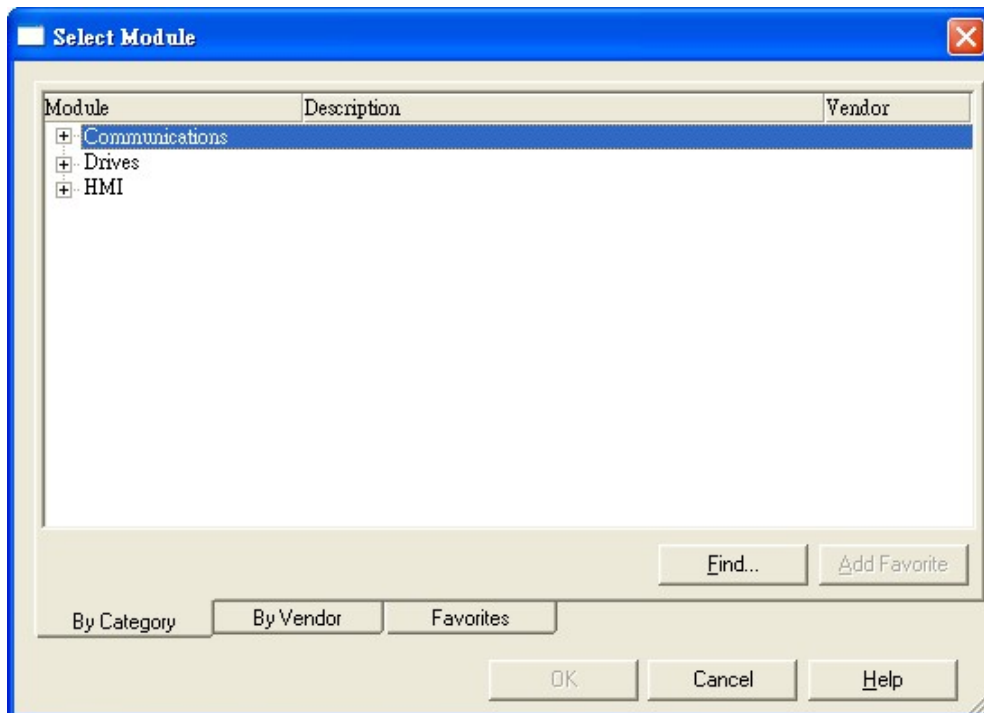 Select Module
Module Description Vendor
Communications
Drives
HMI
Find... Add Favorite
By Category By Vendor Favorites
OK Cancel Help